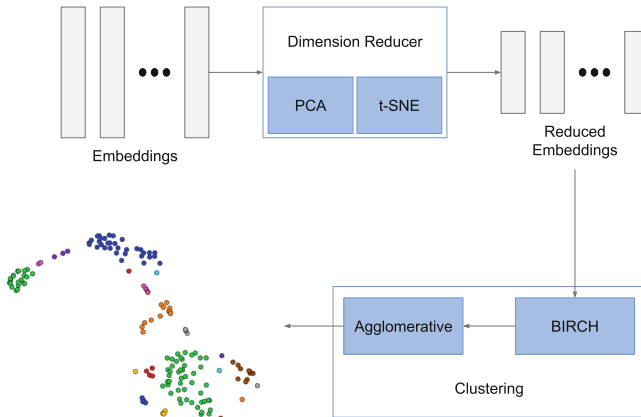 Dimension Reducer
PCA
t-SNE
Embeddings
Reduced
Embeddings
Agglomerative
BIRCH
Clustering